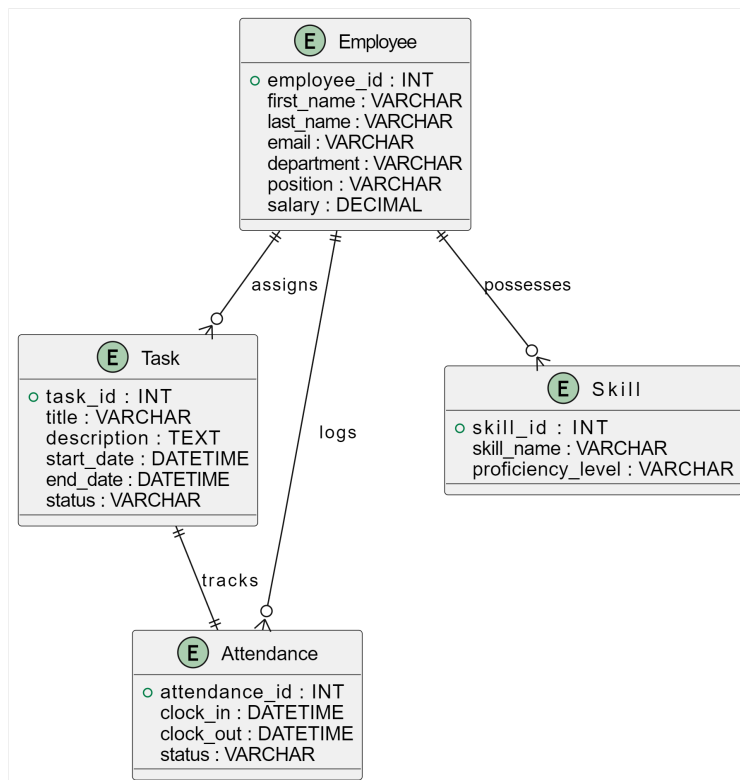 E Employee
employee_id : INT
first_name : VARCHAR
last_name : VARCHAR
email : VARCHAR
department : VARCHAR
position : VARCHAR
salary : DECIMAL
assigns
possesses
E Task
task_id : INT
title : VARCHAR
description : TEXT
start_date : DATETIME
end_date : DATETIME
status : VARCHAR
logs
E Skill
skill_id : INT
skill_name : VARCHAR
proficiency_level : VARCHAR
tracks
E Attendance
attendance_id : INT
clock_in : DATETIME
clock_out : DATETIME
status : VARCHAR